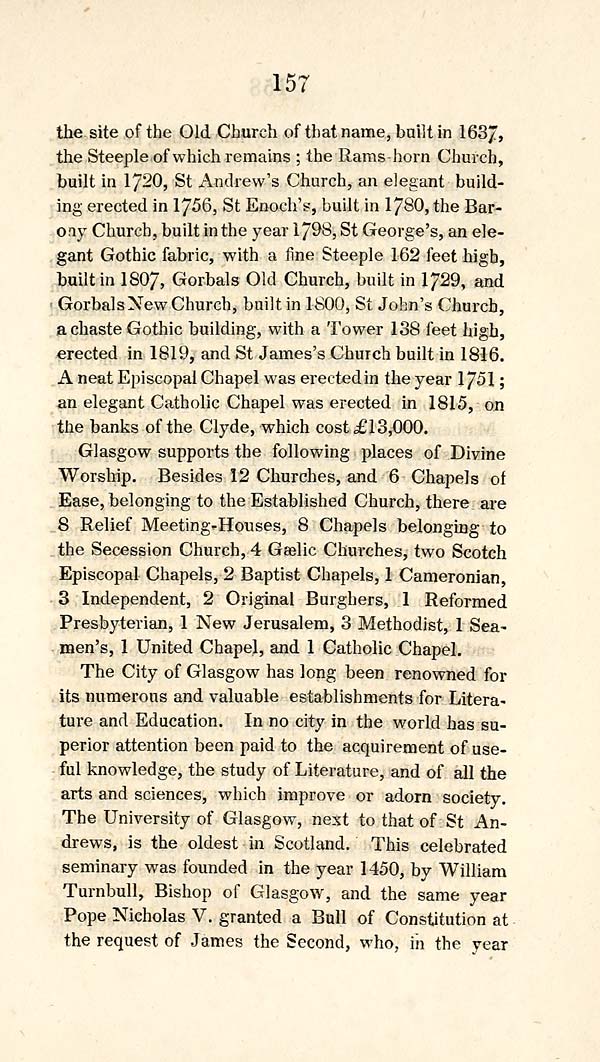 157
the site of the Old Church of that name, built in 1637,
the Steeple of which remains ; the Rams-horn Church,
built in 1720, St Andrew's Church, an elegant build-
ing erected in 1756, St Enoch's, built in 1780, the Bar-
ony Church, built in the year 1798, St George's, an ele-
gant Gothic fabric, with a fine Steeple 162 feet high,
built in 1807, Gorbals Old Church, built in 1729, and
Gorbals New Church, built in 1800, St John's Church,
a chaste Gothic building, with a Tower 138 feet high,
erected in 1819, and St James's Church built in 1816.
A neat Episcopal Chapel was erected in the year 1751 ;
an elegant Catholic Chapel was erected in 1815, on
the banks of the Clyde, which cost £13,000.
Glasgow supports the following places of Divine
Worship. Besides 12 Churches, and 6 Chapels of
Ease, belonging to the Established Church, there are
8 Relief Meeting-Houses, 8 Chapels belonging to
the Secession Church, 4 Gælic Churches, two Scotch
Episcopal Chapels, 2 Baptist Chapels, 1 Cameronian,
3 Independent, 2 Original Burghers, 1 Reformed
Presbyterian, 1 New Jerusalem, 3 Methodist, 1 Sea-
men's, 1 United Chapel, and 1 Catholic Chapel.
The City of Glasgow has long been renowned for
its numerous and valuable establishments for Litera-
ture and Education. In no city in the world has su-
perior attention been paid to the acquirement of use-
ful knowledge, the study of Literature, and of all the
arts and sciences, which improve or adorn society.
The University of Glasgow, next to that of St An-
drews, is the oldest in Scotland. This celebrated
seminary was founded in the year 1450, by William
Turnbull, Bishop of Glasgow, and the same year
Pope Nicholas V. granted a Bull of Constitution at
the request of James the Second, who, in the year